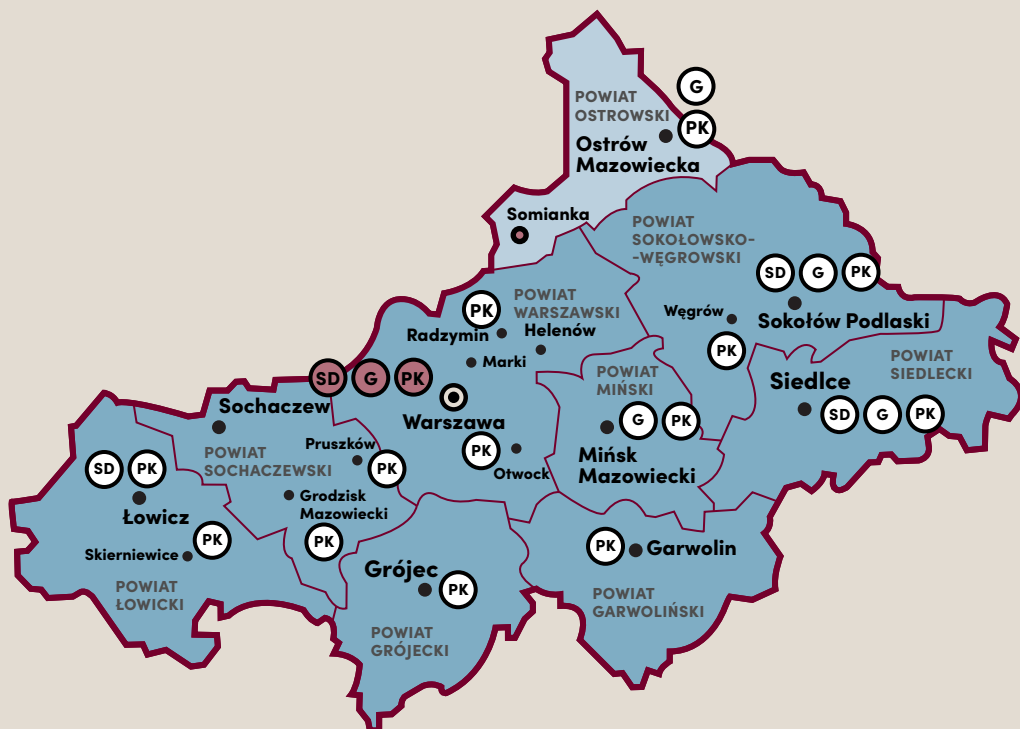 G
POWIAT
OSTROWSKI
PK
Ostrów
Mazowiecka
Somianka
POWIAT
SOKOŁOWSKO-
-WĘGROWSKI
SD G PK
Węgrów
Sokołów Podlaski
PK
POWIAT
WARSZAWSKI
PK
Radzymin
Helenów
Marki
POWIAT
SIEDLECKI
Siedlce
SD G PK
POWIAT
MIŃSKI
G PK
Mińsk
Mazowiecki
SD G PK
Warszawa
PK
Otwock
Sochaczew
POWIAT
SOCHACZEWSKI
Pruszków
PK
Grodzisk
Mazowiecki
PK
SD PK
Łowicz
Skierniewice
PK
POWIAT
ŁOWICKI
Grójec
PK
POWIAT
GRÓJECKI
PK
Garwolin
POWIAT
GARWOLIŃSKI